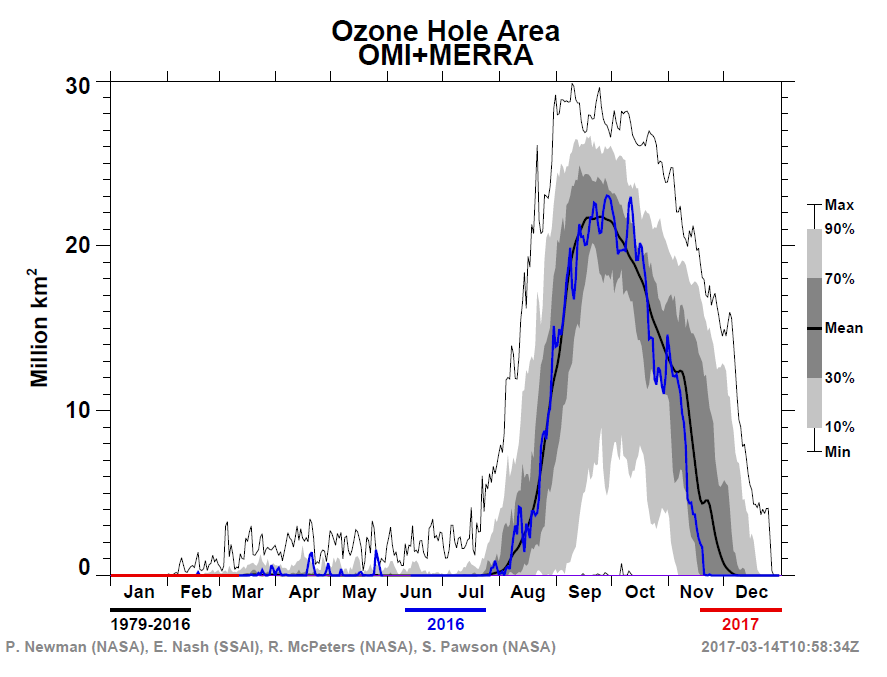 Ozone Hole Area
OMI+MERRA
Million km²
30
20
10
0
Jan Feb Mar Apr May Jun Jul Aug Sep Oct Nov Dec
Max
90%
70%
Mean
30%
10%
Min
1979-2016 2016 2017
P. Newman (NASA), E. Nash (SSAI), R. McPeters (NASA), S. Pawson (NASA) 2017-03-14T10:58:34Z